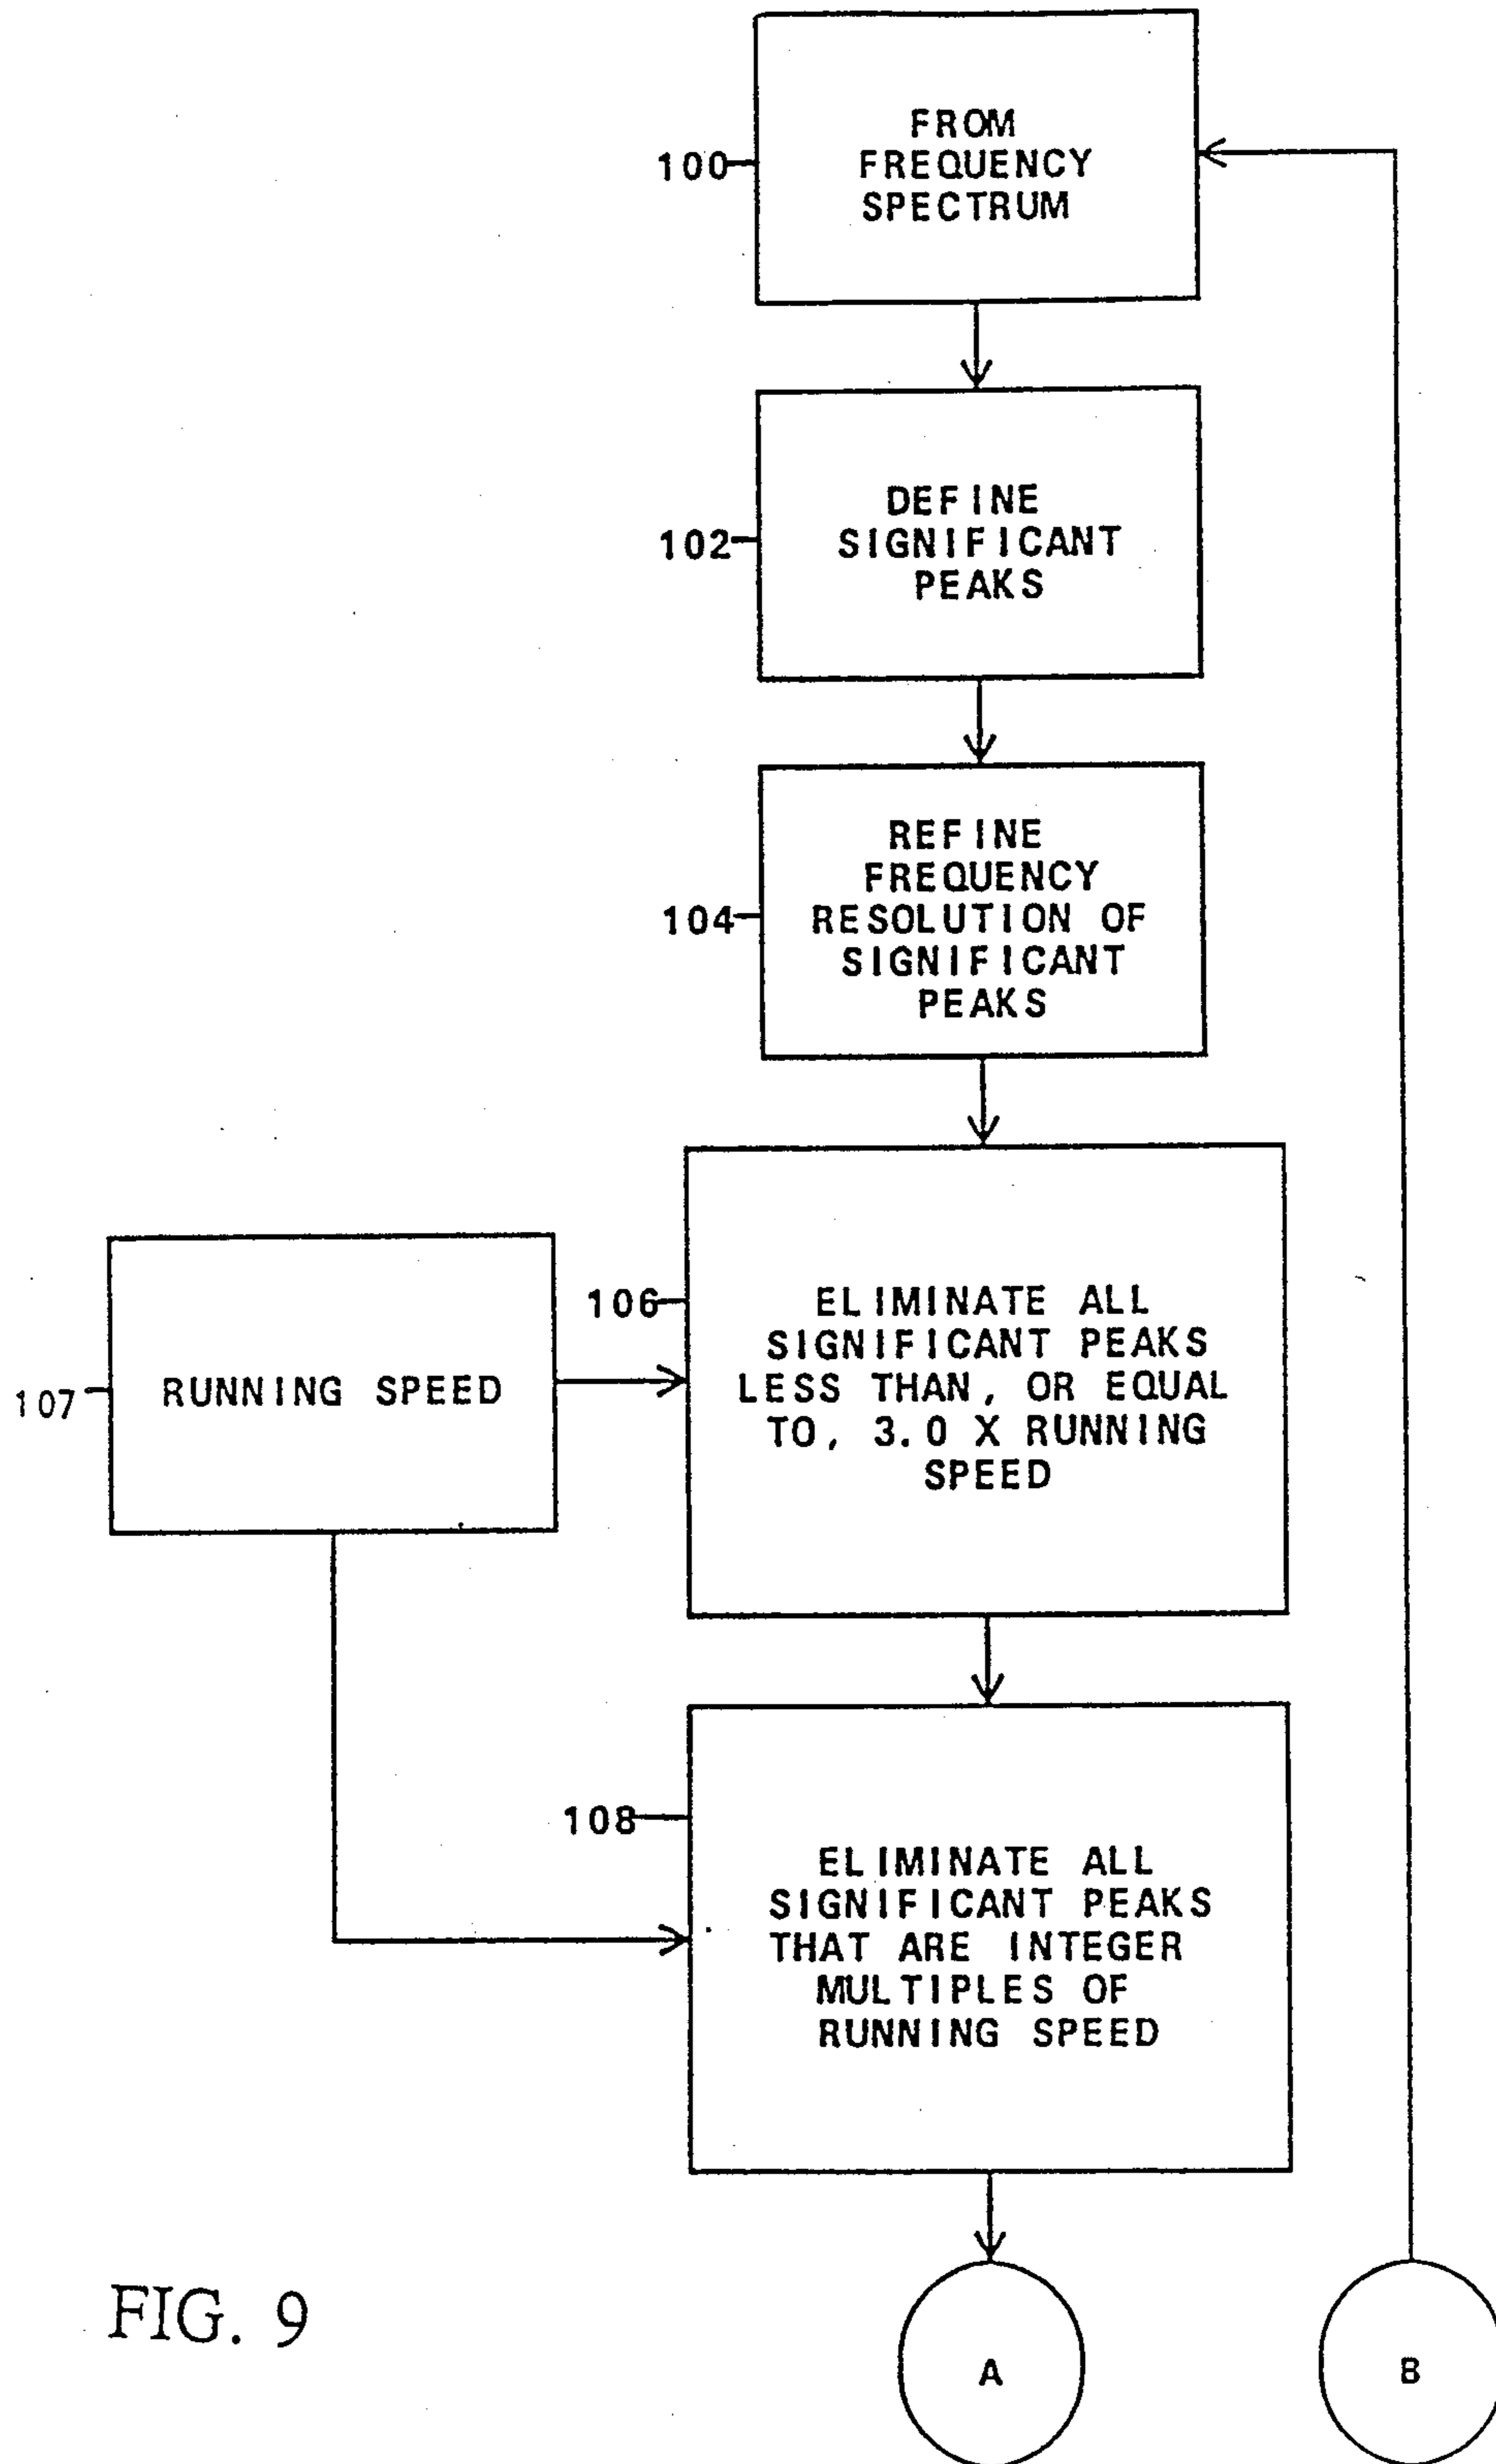 FROM
100
FREQUENCY
SPECTRUM
DEFINE
102
SIGNIFICANT
PEAKS
REFINE
FREQUENCY
104
RESOLUTION OF
SIGNIFICANT
PEAKS
106
ELIMINATE ALL
SIGNIFICANT PEAKS
LESS THAN, OR EQUAL
TO, 3.0 X RUNNING
SPEED
107
RUNNING SPEED
108
ELIMINATE ALL
SIGNIFICANT PEAKS
THAT ARE INTEGER
MULTIPLES OF
RUNNING SPEED
FIG. 9
A
B